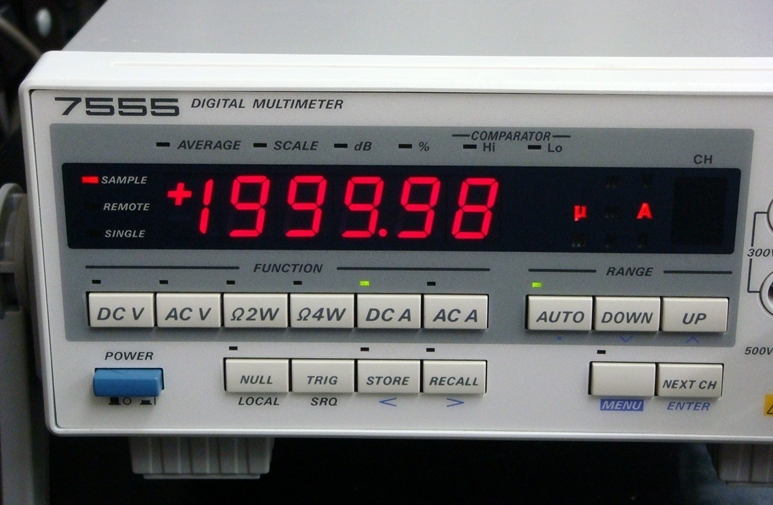 7555 DIGITAL MULTIMETER
COMPARATOR
AVERAGE SCALE dB % Hi Lo
CH
SAMPLE
REMOTE
SINGLE
+1999.98 µ A
FUNCTION RANGE
300V
DC V AC V Ω2W Ω4W DC A AC A AUTO DOWN UP
500V
POWER
NULL TRIG STORE RECALL NEXT CH
LOCAL SRQ < > MENU ENTER